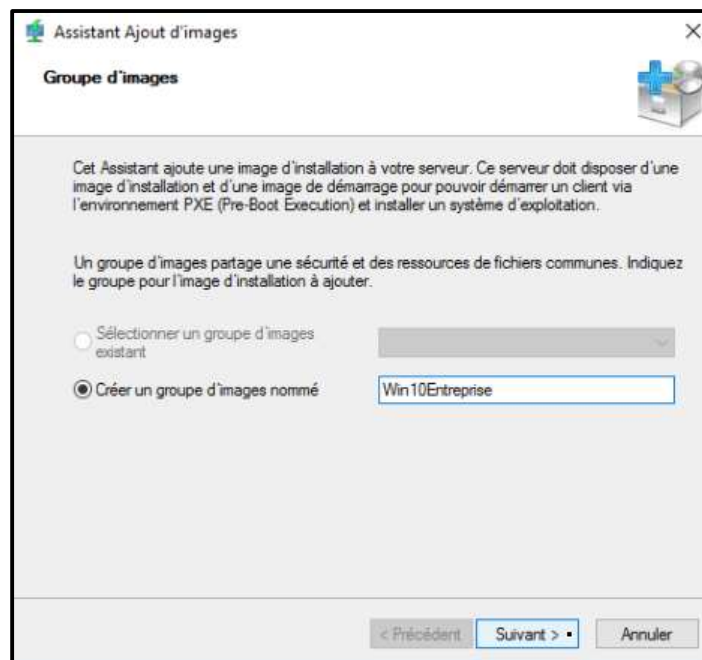 Assistant Ajout d'images
Groupe d'images
Cet Assistant ajoute une image d'installation à votre serveur. Ce serveur doit disposer d'une
image d'installation et d'une image de démarrage pour pouvoir démarrer un client via
l'environnement PXE (Pre-Boot Execution) et installer un système d'exploitation.
Un groupe d'images partage une sécurité et des ressources de fichiers communes. Indiquez
le groupe pour l'image d'installation à ajouter.
Sélectionner un groupe d'images
existant
Créer un groupe d'images nommé Win10Entreprise
< Précédent Suivant > Annuler